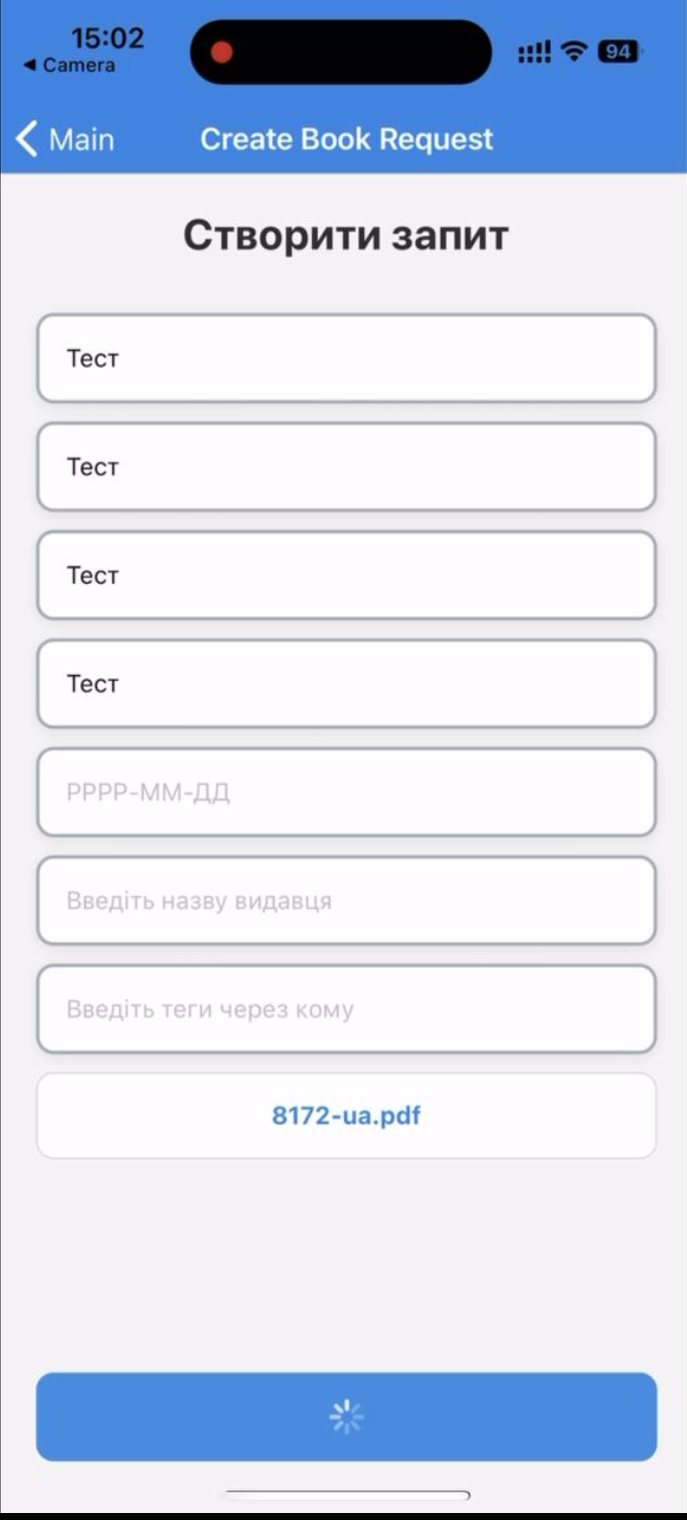 15:02
94
Camera
Main
Create Book Request
Створити запит
Тест
Тест
Тест
Тест
РРРР-ММ-ДД
Введіть назву видавця
Введіть теги через кому
8172-ua.pdf